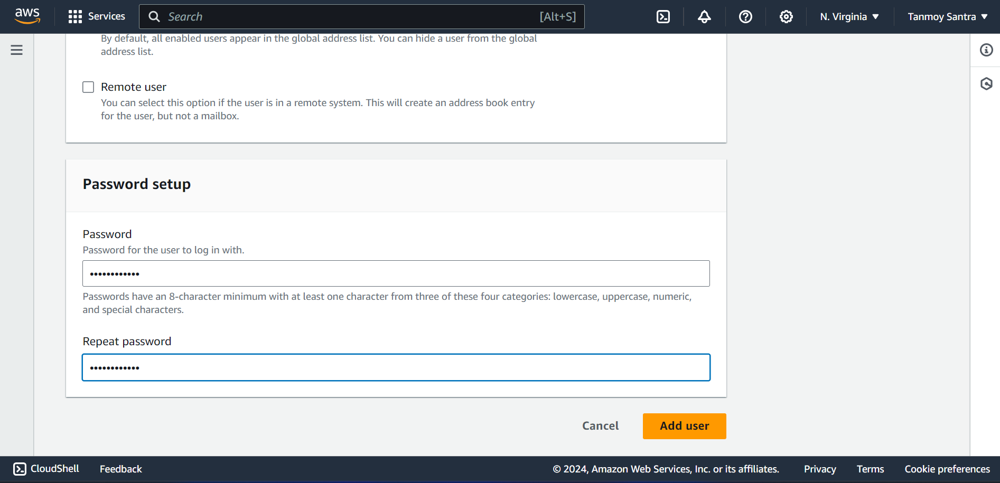 aws
Services
Search
[Alt+S]
N. Virginia
Tanmoy Santra
By default, all enabled users appear in the global address list. You can hide a user from the global
address list.
Remote user
You can select this option if the user is in a remote system. This will create an address book entry
for the user, but not a mailbox.
Password setup
Password
Password for the user to log in with.
••••••••••••
Passwords have an 8-character minimum with at least one character from three of these four categories: lowercase, uppercase, numeric,
and special characters.
Repeat password
••••••••••••
Cancel
Add user
CloudShell
Feedback
© 2024, Amazon Web Services, Inc. or its affiliates.
Privacy
Terms
Cookie preferences